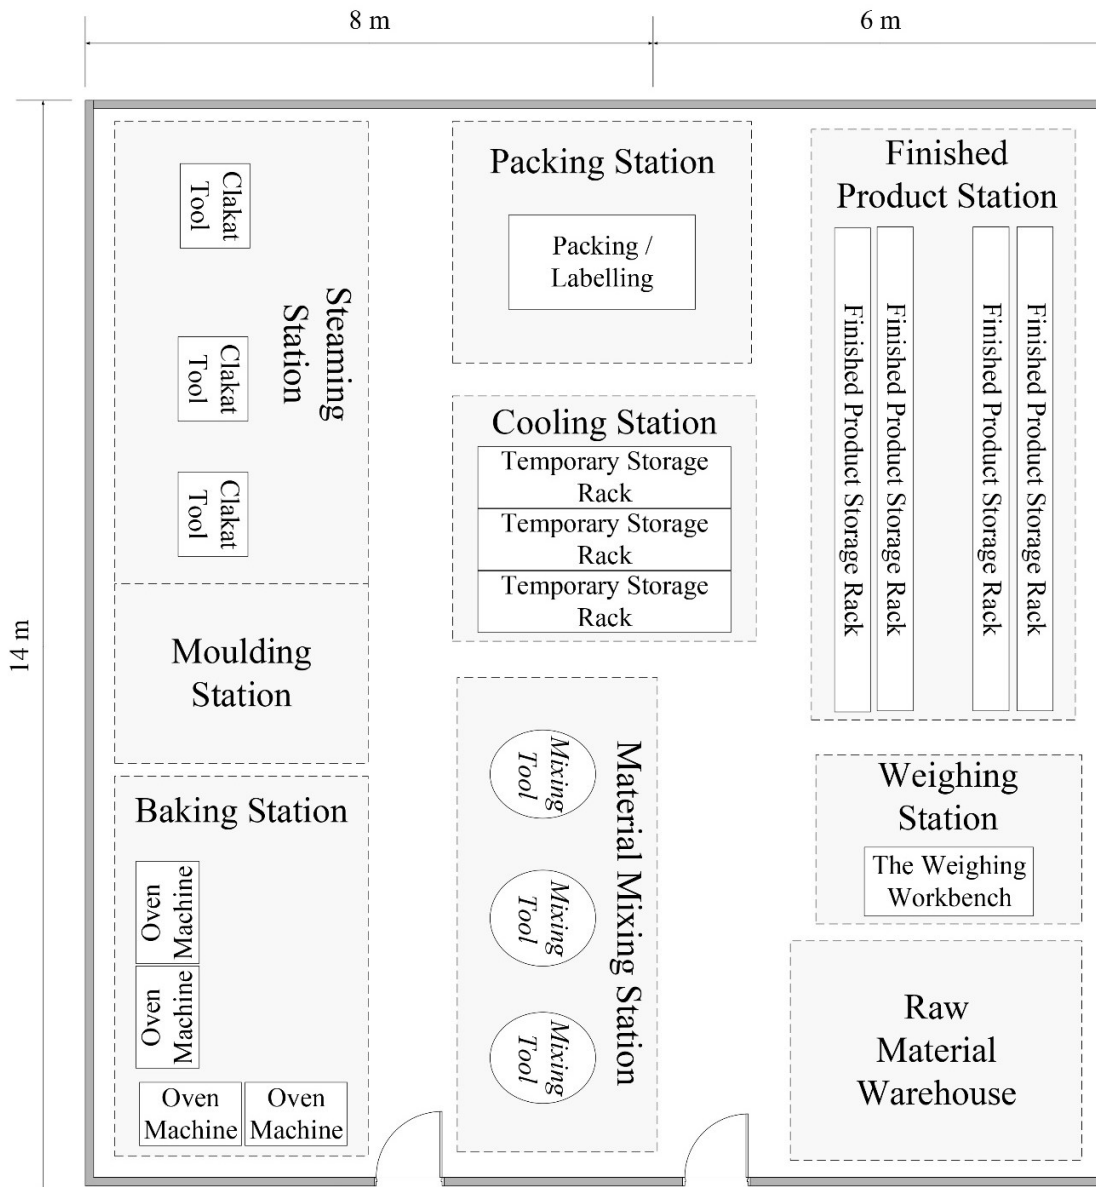 8 m
6 m
14 m
Clakat
Tool
Clakat
Tool
Clakat
Tool
Steaming
Station
Moulding
Station
Baking Station
Oven
Machine
Oven
Machine
Oven
Machine
Oven
Machine
Packing Station
Packing /
Labelling
Cooling Station
Temporary Storage
Rack
Temporary Storage
Rack
Temporary Storage
Rack
Mixing
Tool
Mixing
Tool
Mixing
Tool
Material Mixing Station
Finished
Product Station
Finished Product Storage Rack
Finished Product Storage Rack
Finished Product Storage Rack
Finished Product Storage Rack
Weighing
Station
The Weighing
Workbench
Raw
Material
Warehouse